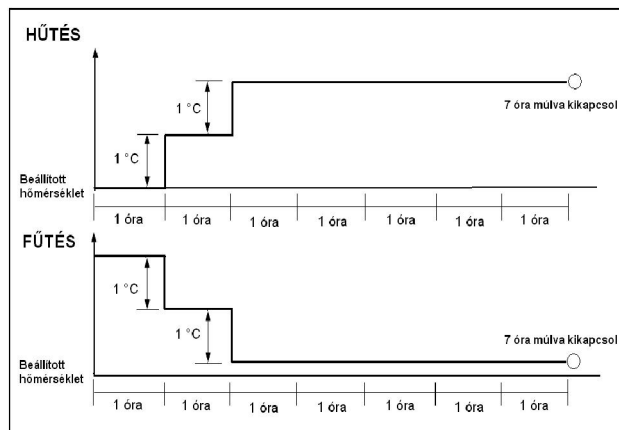 HŰTÉS
1 °C
7 óra múlva kikapcsol
1 °C
Beállított
hőmérséklet
1 óra 1 óra 1 óra 1 óra 1 óra 1 óra 1 óra
FŰTÉS
1 °C
1 °C
7 óra múlva kikapcsol
Beállított
hőmérséklet
1 óra 1 óra 1 óra 1 óra 1 óra 1 óra 1 óra